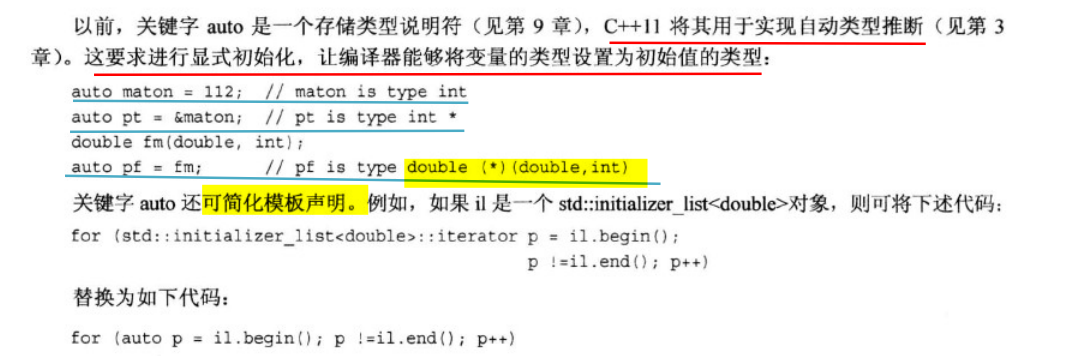 以前，关键字 auto 是一个存储类型说明符（见第 9 章），C++11 将其用于实现自动类型推断（见第 3
章）。这要求进行显式初始化，让编译器能够将变量的类型设置为初始值的类型：
auto maton = 112;  // maton is type int
auto pt = &maton;  // pt is type int *
double fm(double, int);
auto pf = fm;      // pf is type double (*)(double,int)
关键字 auto 还可简化模板声明。例如，如果 il 是一个 std::initializer_list<double>对象，则可将下述代码：
for (std::initializer_list<double>::iterator p = il.begin();
p !=il.end(); p++)
替换为如下代码：
for (auto p = il.begin(); p !=il.end(); p++)